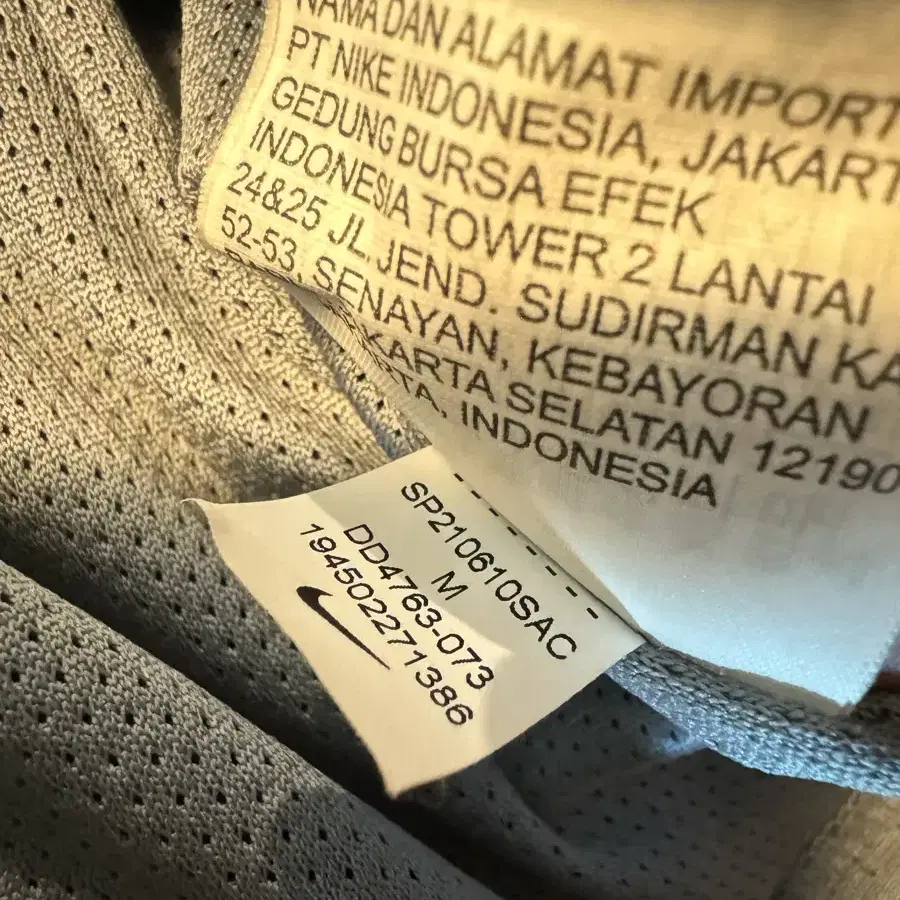 NAMA DAN ALAMAT IMPORT
PT NIKE INDONESIA, JAKART
GEDUNG BURSA EFEK
INDONESIA TOWER 2 LANTAI
24&25 JL. JEND. SUDIRMAN KA
52-53, SENAYAN, KEBAYORAN
KARTA SELATAN 12190
TA, INDONESIA
SP210610SAC
M
DD4763-073
194502271386